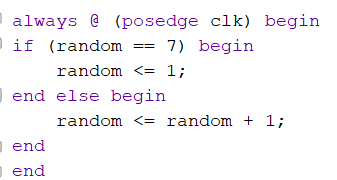 always @ (posedge clk) begin
if (random == 7) begin
    random <= 1;
end else begin
    random <= random + 1;
end
end